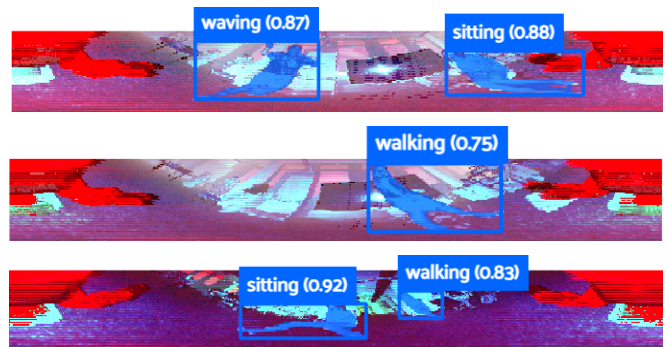 waving (0.87)
sitting (0.88)
walking (0.75)
sitting (0.92)
walking (0.83)